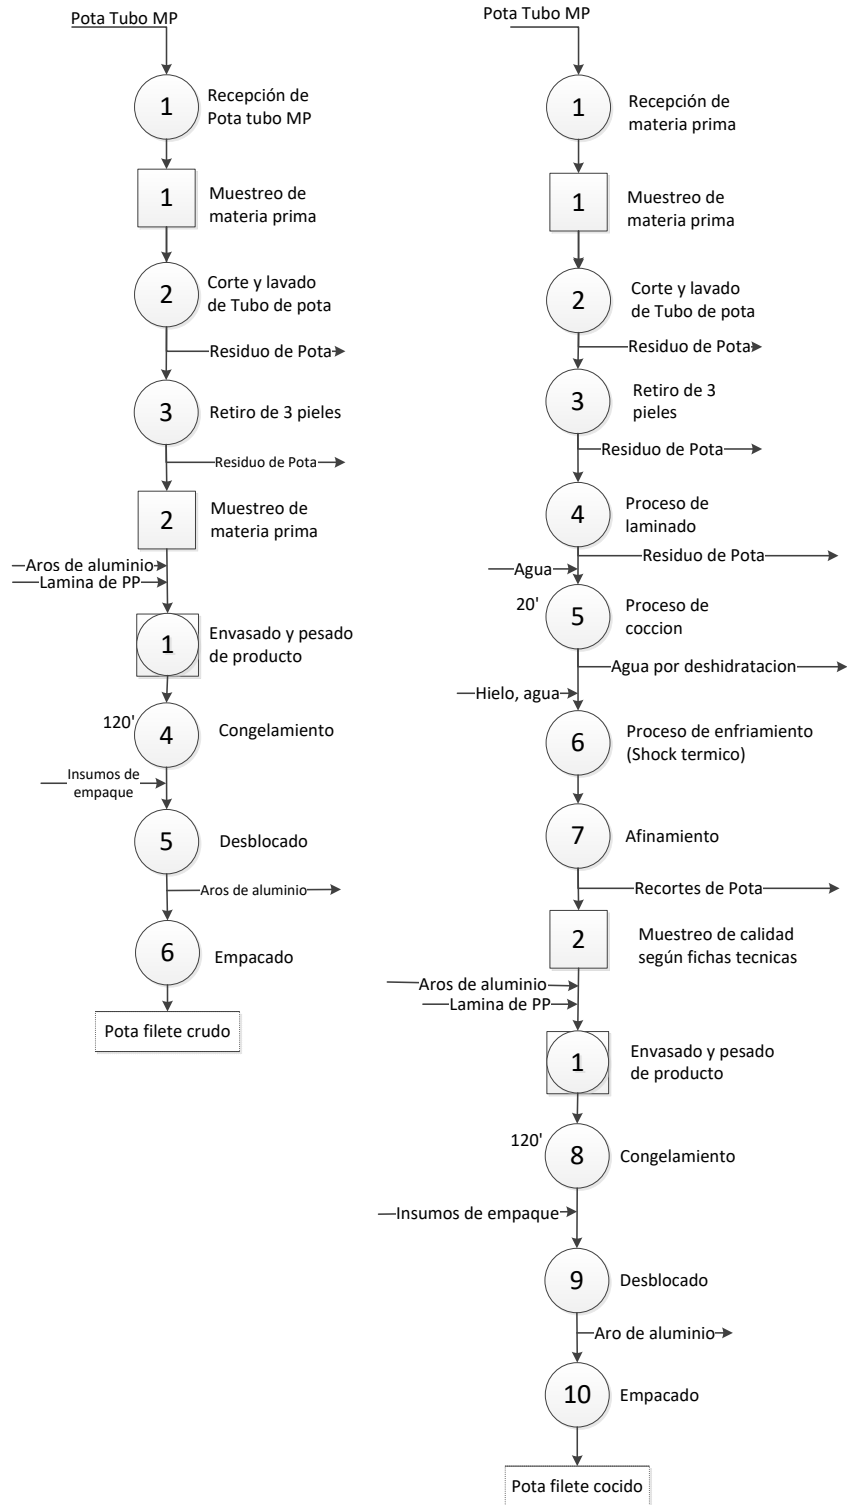 Pota Tubo MP
1
Recepción de
Pota tubo MP
1
Muestreo de
materia prima
2
Corte y lavado
de Tubo de pota
Residuo de Pota
3
Retiro de 3 pieles
Residuo de Pota
2
Muestreo de
materia prima
Aros de aluminio
Lamina de PP
1
Envasado y pesado
de producto
120'
4
Congelamiento
Insumos de
empaque
5
Desblocado
Aros de aluminio
6
Empacado
Pota filete crudo
Pota Tubo MP
1
Recepción de
materia prima
1
Muestreo de
materia prima
2
Corte y lavado
de Tubo de pota
Residuo de Pota
3
Retiro de 3
pieles
Residuo de Pota
4
Proceso de
laminado
Residuo de Pota
Agua
20'
5
Proceso de
coccion
Agua por deshidratacion
Hielo, agua
6
Proceso de enfriamiento
(Shock termico)
7
Afinamiento
Recortes de Pota
2
Muestreo de calidad
según fichas tecnicas
Aros de aluminio
Lamina de PP
1
Envasado y pesado
de producto
120'
8
Congelamiento
Insumos de empaque
9
Desblocado
Aro de aluminio
10
Empacado
Pota filete cocido